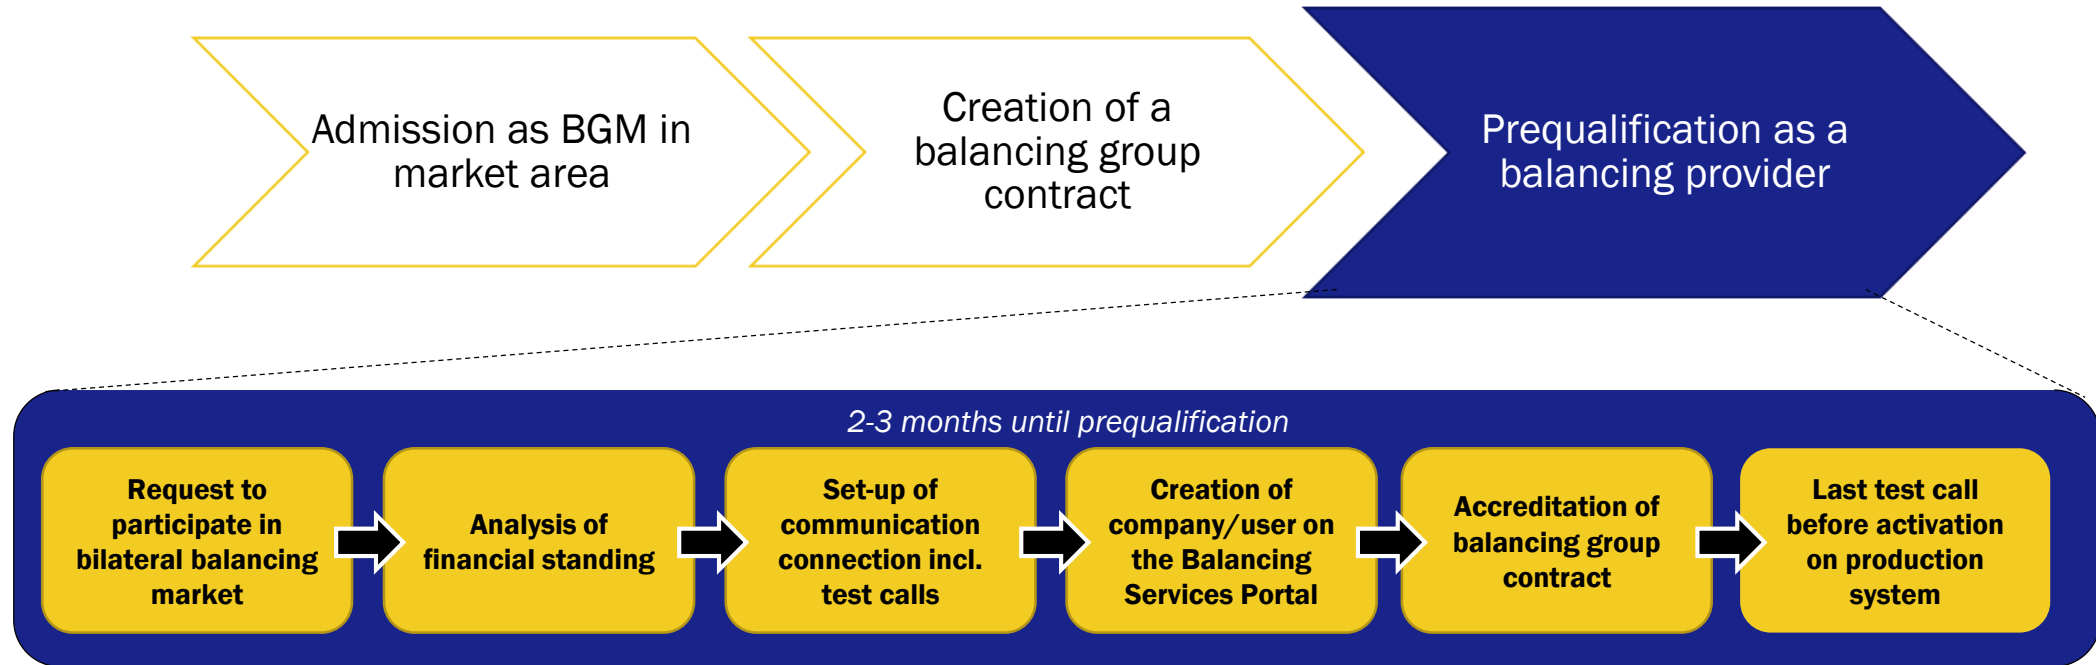 Admission as BGM in
market area
Creation of a
balancing group
contract
Prequalification as a
balancing provider
2-3 months until prequalification
Request to
participate in
bilateral balancing
market
Analysis of
financial standing
Set-up of
communication
connection incl.
test calls
Creation of
company/user on
the Balancing
Services Portal
Accreditation of
balancing group
contract
Last test call
before activation
on production
system